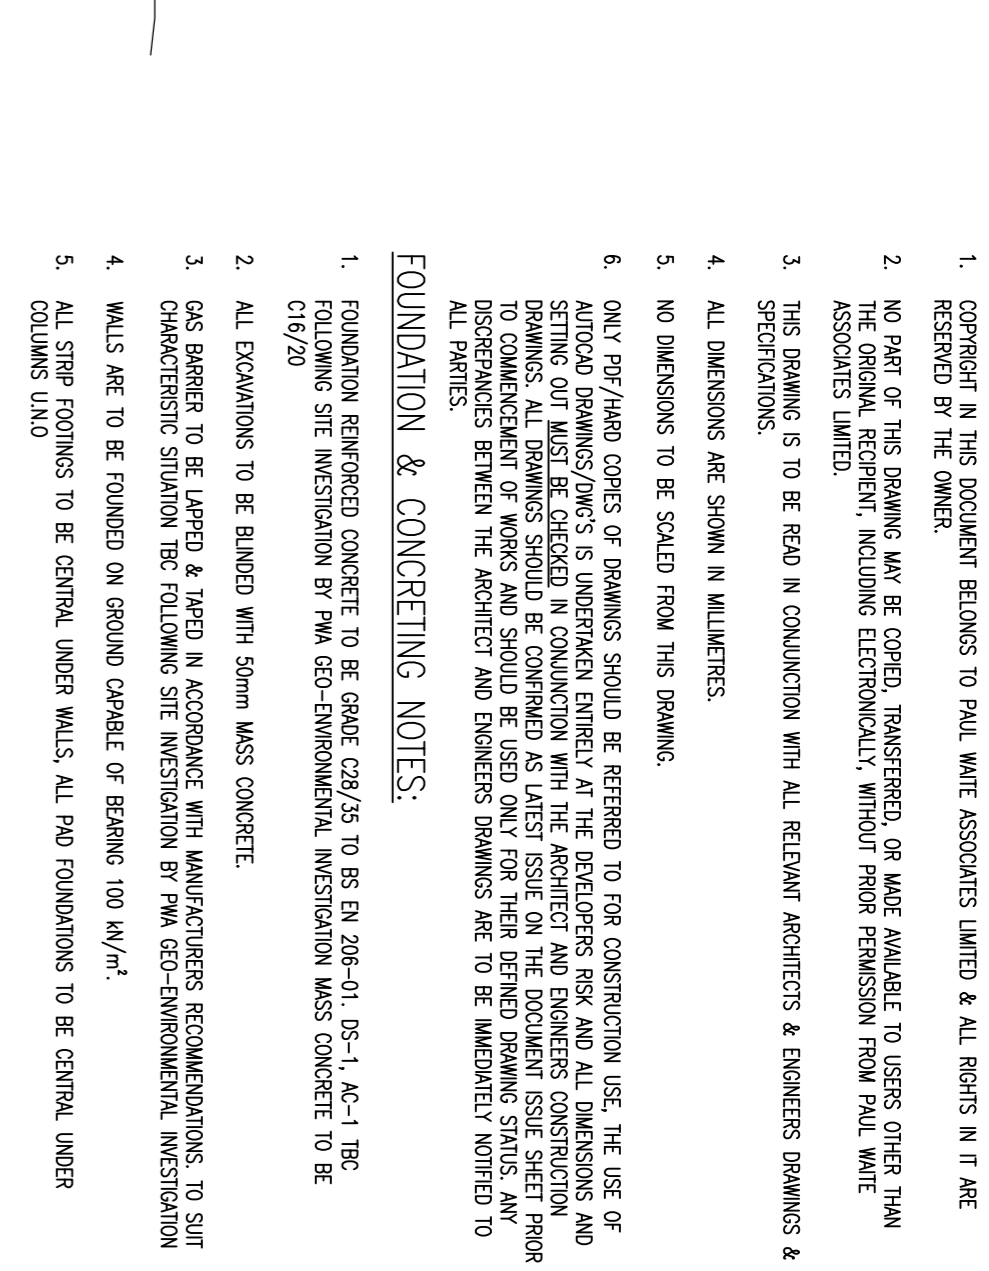 1. COPYRIGHT IN THIS DOCUMENT BELONGS TO PAUL WAITE ASSOCIATES LIMITED & ALL RIGHTS IN IT ARE
RESERVED BY THE OWNER.
2. NO PART OF THIS DRAWING MAY BE COPIED, TRANSFERRED, OR MADE AVAILABLE TO USERS OTHER THAN
THE ORIGINAL RECIPIENT, INCLUDING ELECTRONICALLY, WITHOUT PRIOR PERMISSION FROM PAUL WAITE
ASSOCIATES LIMITED.
3. THIS DRAWING IS TO BE READ IN CONJUNCTION WITH ALL RELEVANT ARCHITECTS & ENGINEERS DRAWINGS &
SPECIFICATIONS.
4. ALL DIMENSIONS ARE SHOWN IN MILLIMETRES.
5. NO DIMENSIONS TO BE SCALED FROM THIS DRAWING.
6. ONLY PDF/HARD COPIES OF DRAWINGS SHOULD BE REFERRED TO FOR CONSTRUCTION USE, THE USE OF
AUTOCAD DRAWINGS/DWG'S IS UNDERTAKEN ENTIRELY AT THE DEVELOPERS RISK AND ALL DIMENSIONS AND
SETTING OUT MUST BE CHECKED IN CONJUNCTION WITH THE ARCHITECT AND ENGINEERS CONSTRUCTION
DRAWINGS. ALL DRAWINGS SHOULD BE CONFIRMED AS LATEST ISSUE ON THE DOCUMENT ISSUE SHEET PRIOR
TO COMMENCEMENT OF WORKS AND SHOULD BE USED ONLY FOR THEIR DEFINED DRAWING STATUS. ANY
DISCREPANCIES BETWEEN THE ARCHITECT AND ENGINEERS DRAWINGS ARE TO BE IMMEDIATELY NOTIFIED TO
ALL PARTIES.
FOUNDATION & CONCRETING NOTES:
1. FOUNDATION REINFORCED CONCRETE TO BE GRADE C28/35 TO BS EN 206-01. DS-1, AC-1 TBC
FOLLOWING SITE INVESTIGATION BY PWA GEO-ENVIRONMENTAL INVESTIGATION MASS CONCRETE TO BE
C16/20
2. ALL EXCAVATIONS TO BE BLINDED WITH 50mm MASS CONCRETE.
3. GAS BARRIER TO BE LAPPED & TAPED IN ACCORDANCE WITH MANUFACTURERS RECOMMENDATIONS. TO SUIT
CHARACTERISTIC SITUATION TBC FOLLOWING SITE INVESTIGATION BY PWA GEO-ENVIRONMENTAL INVESTIGATION
4. WALLS ARE TO BE FOUNDED ON GROUND CAPABLE OF BEARING 100 kN/m².
5. ALL STRIP FOOTINGS TO BE CENTRAL UNDER WALLS, ALL PAD FOUNDATIONS TO BE CENTRAL UNDER
COLUMNS U.N.O